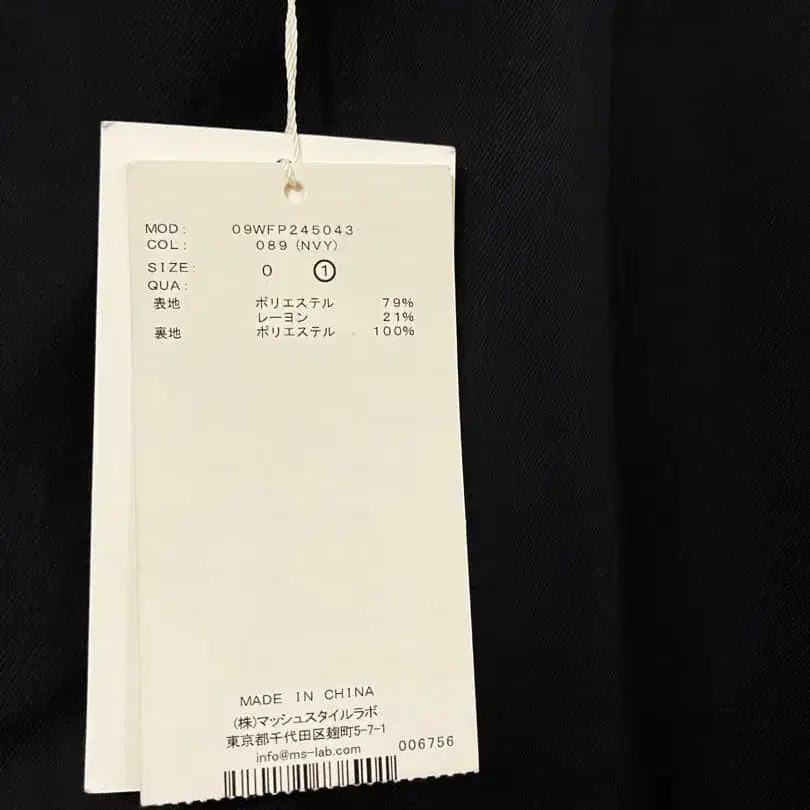 MOD: 09WFP245043
COL: 089 (NVY)
SIZE: 0 1
QUA:
表地 ポリエステル 79%
レーヨン 21%
裏地 ポリエステル 100%
MADE IN CHINA
(株)マッシュスタイルラボ
東京都千代田区麹町5-7-1
info@ms-lab.com 006756